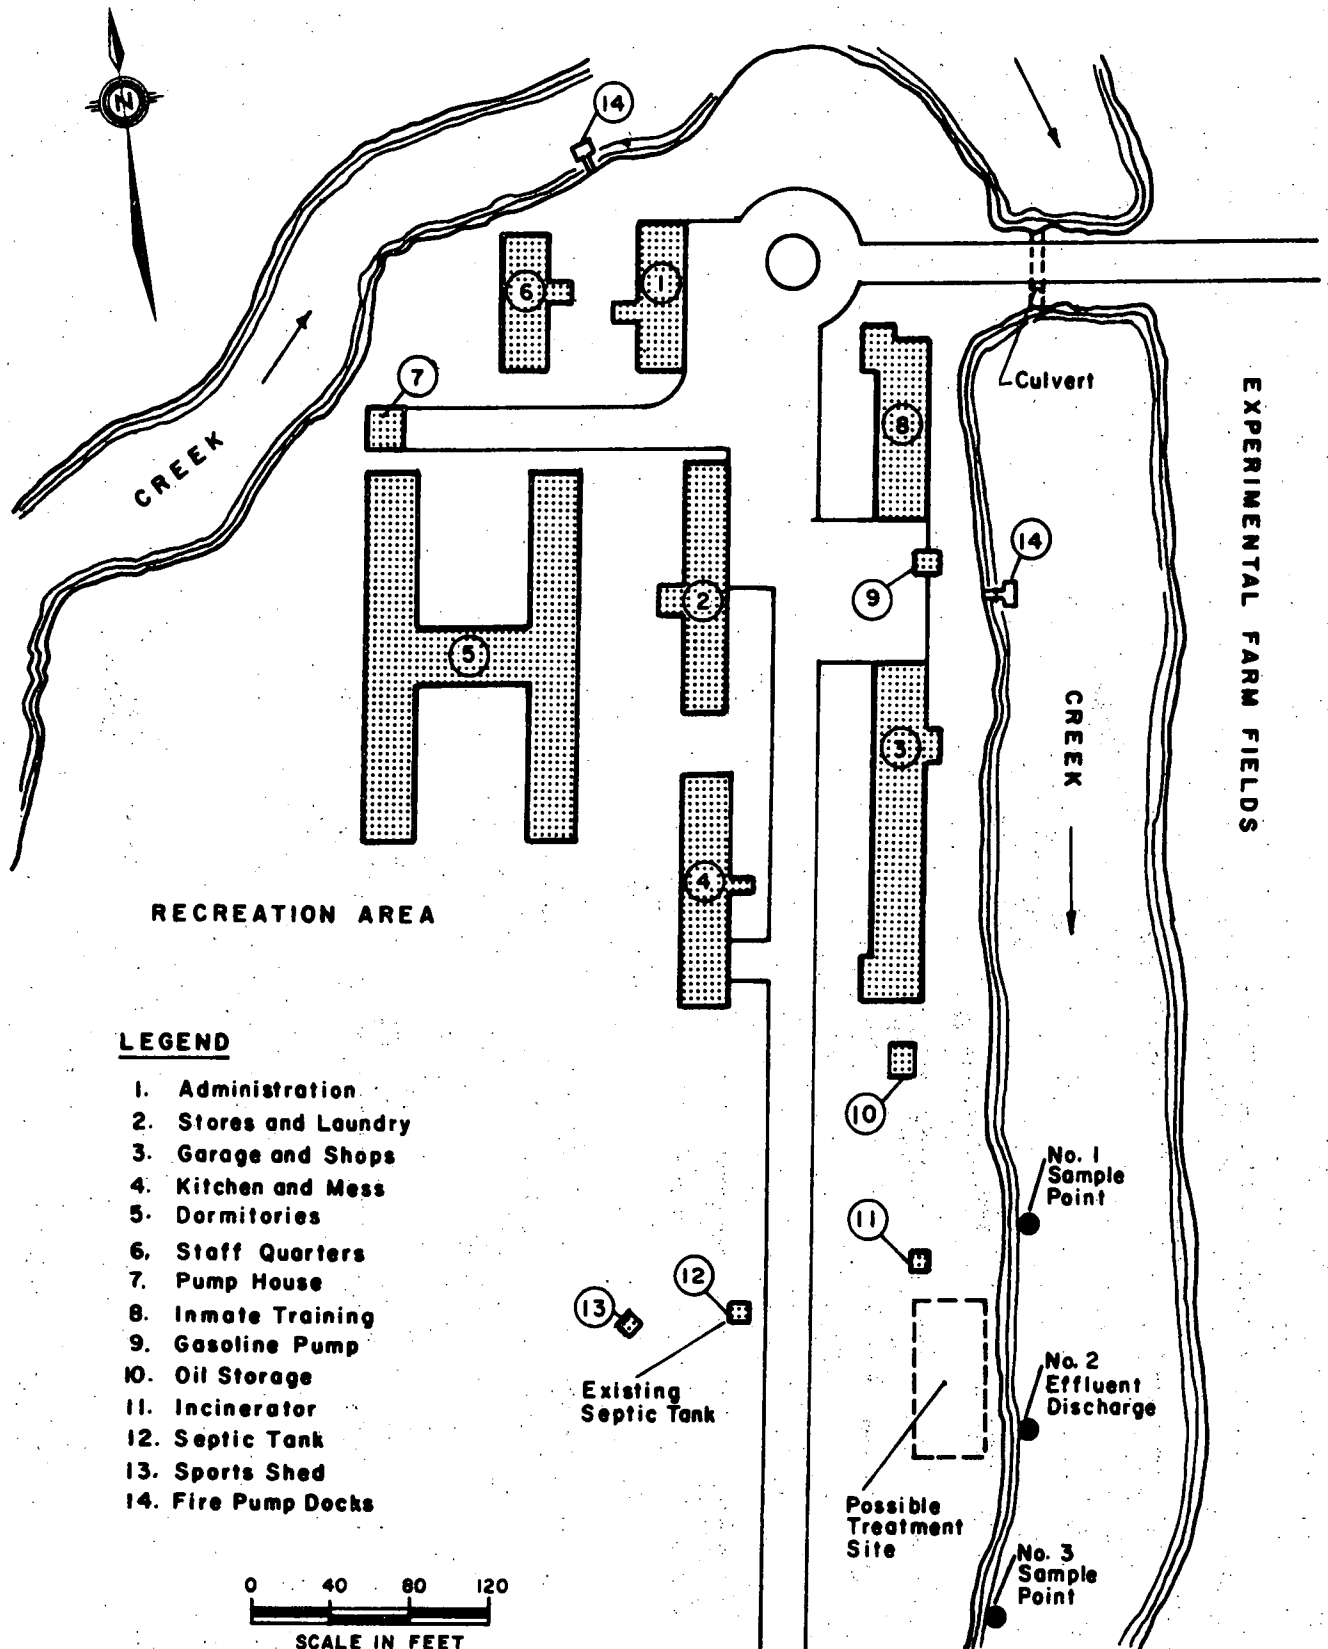 N
14
6
1
7
Culvert
8
CREEK
14
9
2
5
EXPERIMENTAL FARM FIELDS
CREEK
3
4
RECREATION AREA
LEGEND
1. Administration
2. Stores and Laundry
3. Garage and Shops
4. Kitchen and Mess
5. Dormitories
6. Staff Quarters
7. Pump House
8. Inmate Training
9. Gasoline Pump
10. Oil Storage
11. Incinerator
12. Septic Tank
13. Sports Shed
14. Fire Pump Docks
10
No. 1
Sample
Point
11
12
13
Existing
Septic Tank
No. 2
Effluent
Discharge
Possible
Treatment
Site
No. 3
Sample
Point
0 40 80 120
SCALE IN FEET